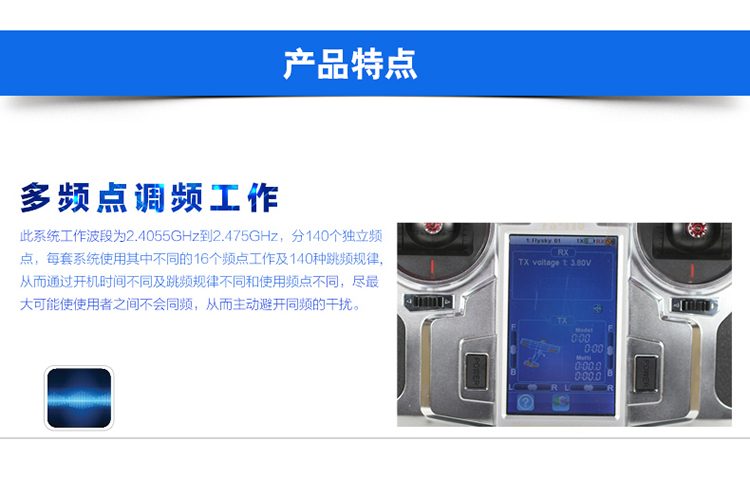 产品特点
多频点调频工作
此系统工作波段为2.4055GHz到2.475GHz，分140个独立频
点，每套系统使用其中不同的16个频点工作及140种跳频规律,
从而通过开机时间不同及跳频规律不同和使用频点不同，尽最
大可能使使用者之间不会同频，从而主动避开同频的干扰。
1.flysky.01 TX
RX
TX. voltage 1: 3.80V
TX
Model
0:00
0:00
Multi
0:00.0
0:00.0
F F
B B
L R L R